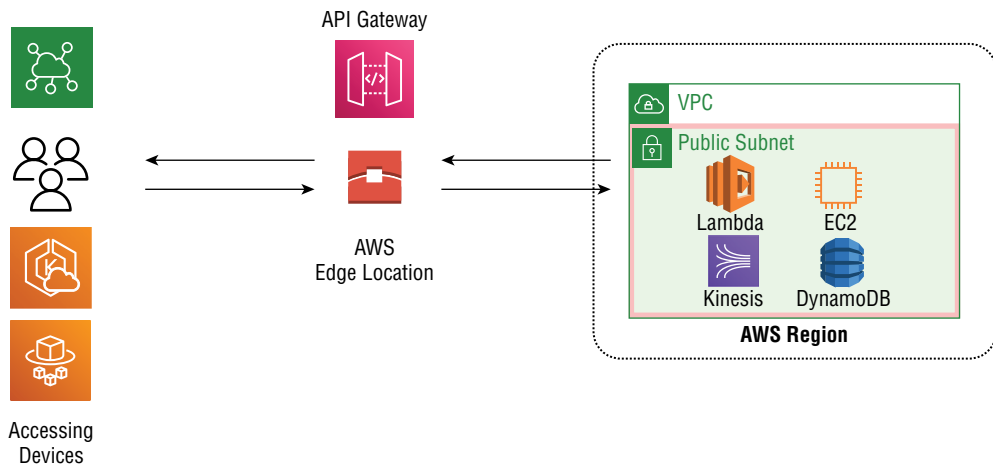 API Gateway
</>
VPC
Public Subnet
Lambda
EC2
Kinesis
DynamoDB
AWS Region
AWS
Edge Location
K
Accessing
Devices